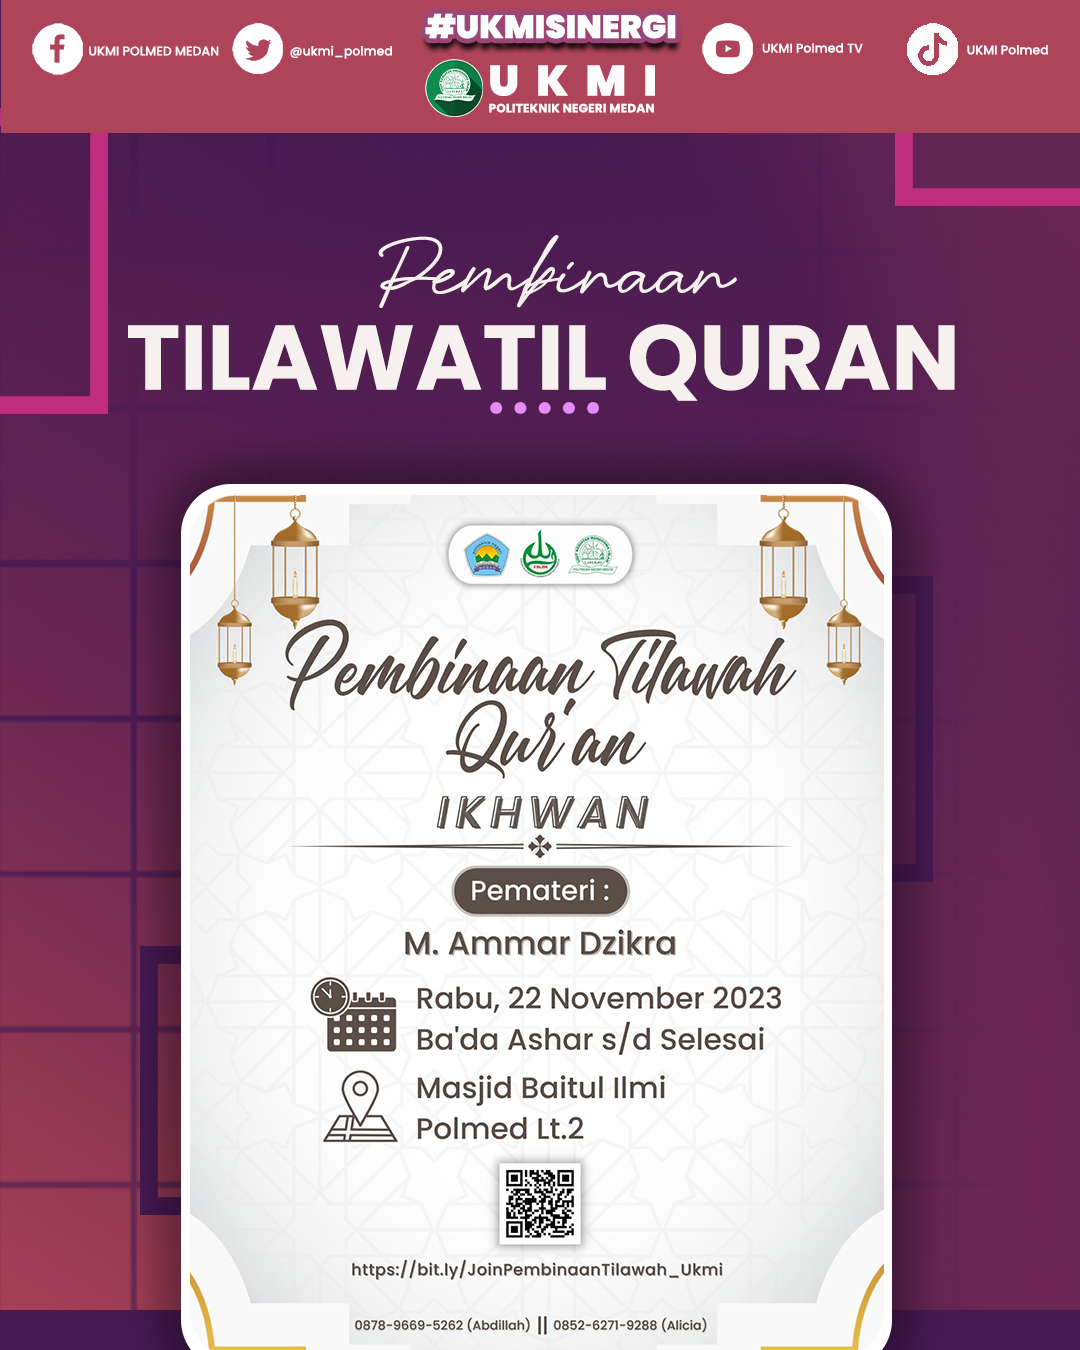 #UKMISINERGI
UKMI POLMED MEDAN
@ukmi_polmed
UKMI
POLITEKNIK NEGERI MEDAN
UKMI Polmed TV
UKMI Polmed
Pembinaan
TILAWATIL QURAN
FSLDK
Pembinaan Tilawah
Qur'an
IKHWAN
Pemateri :
M. Ammar Dzikra
Rabu, 22 November 2023
Ba'da Ashar s/d Selesai
Masjid Baitul Ilmi
Polmed Lt.2
https://bit.ly/JoinPembinaanTilawah_Ukmi
0878-9669-5262 (Abdillah) || 0852-6271-9288 (Alicia)